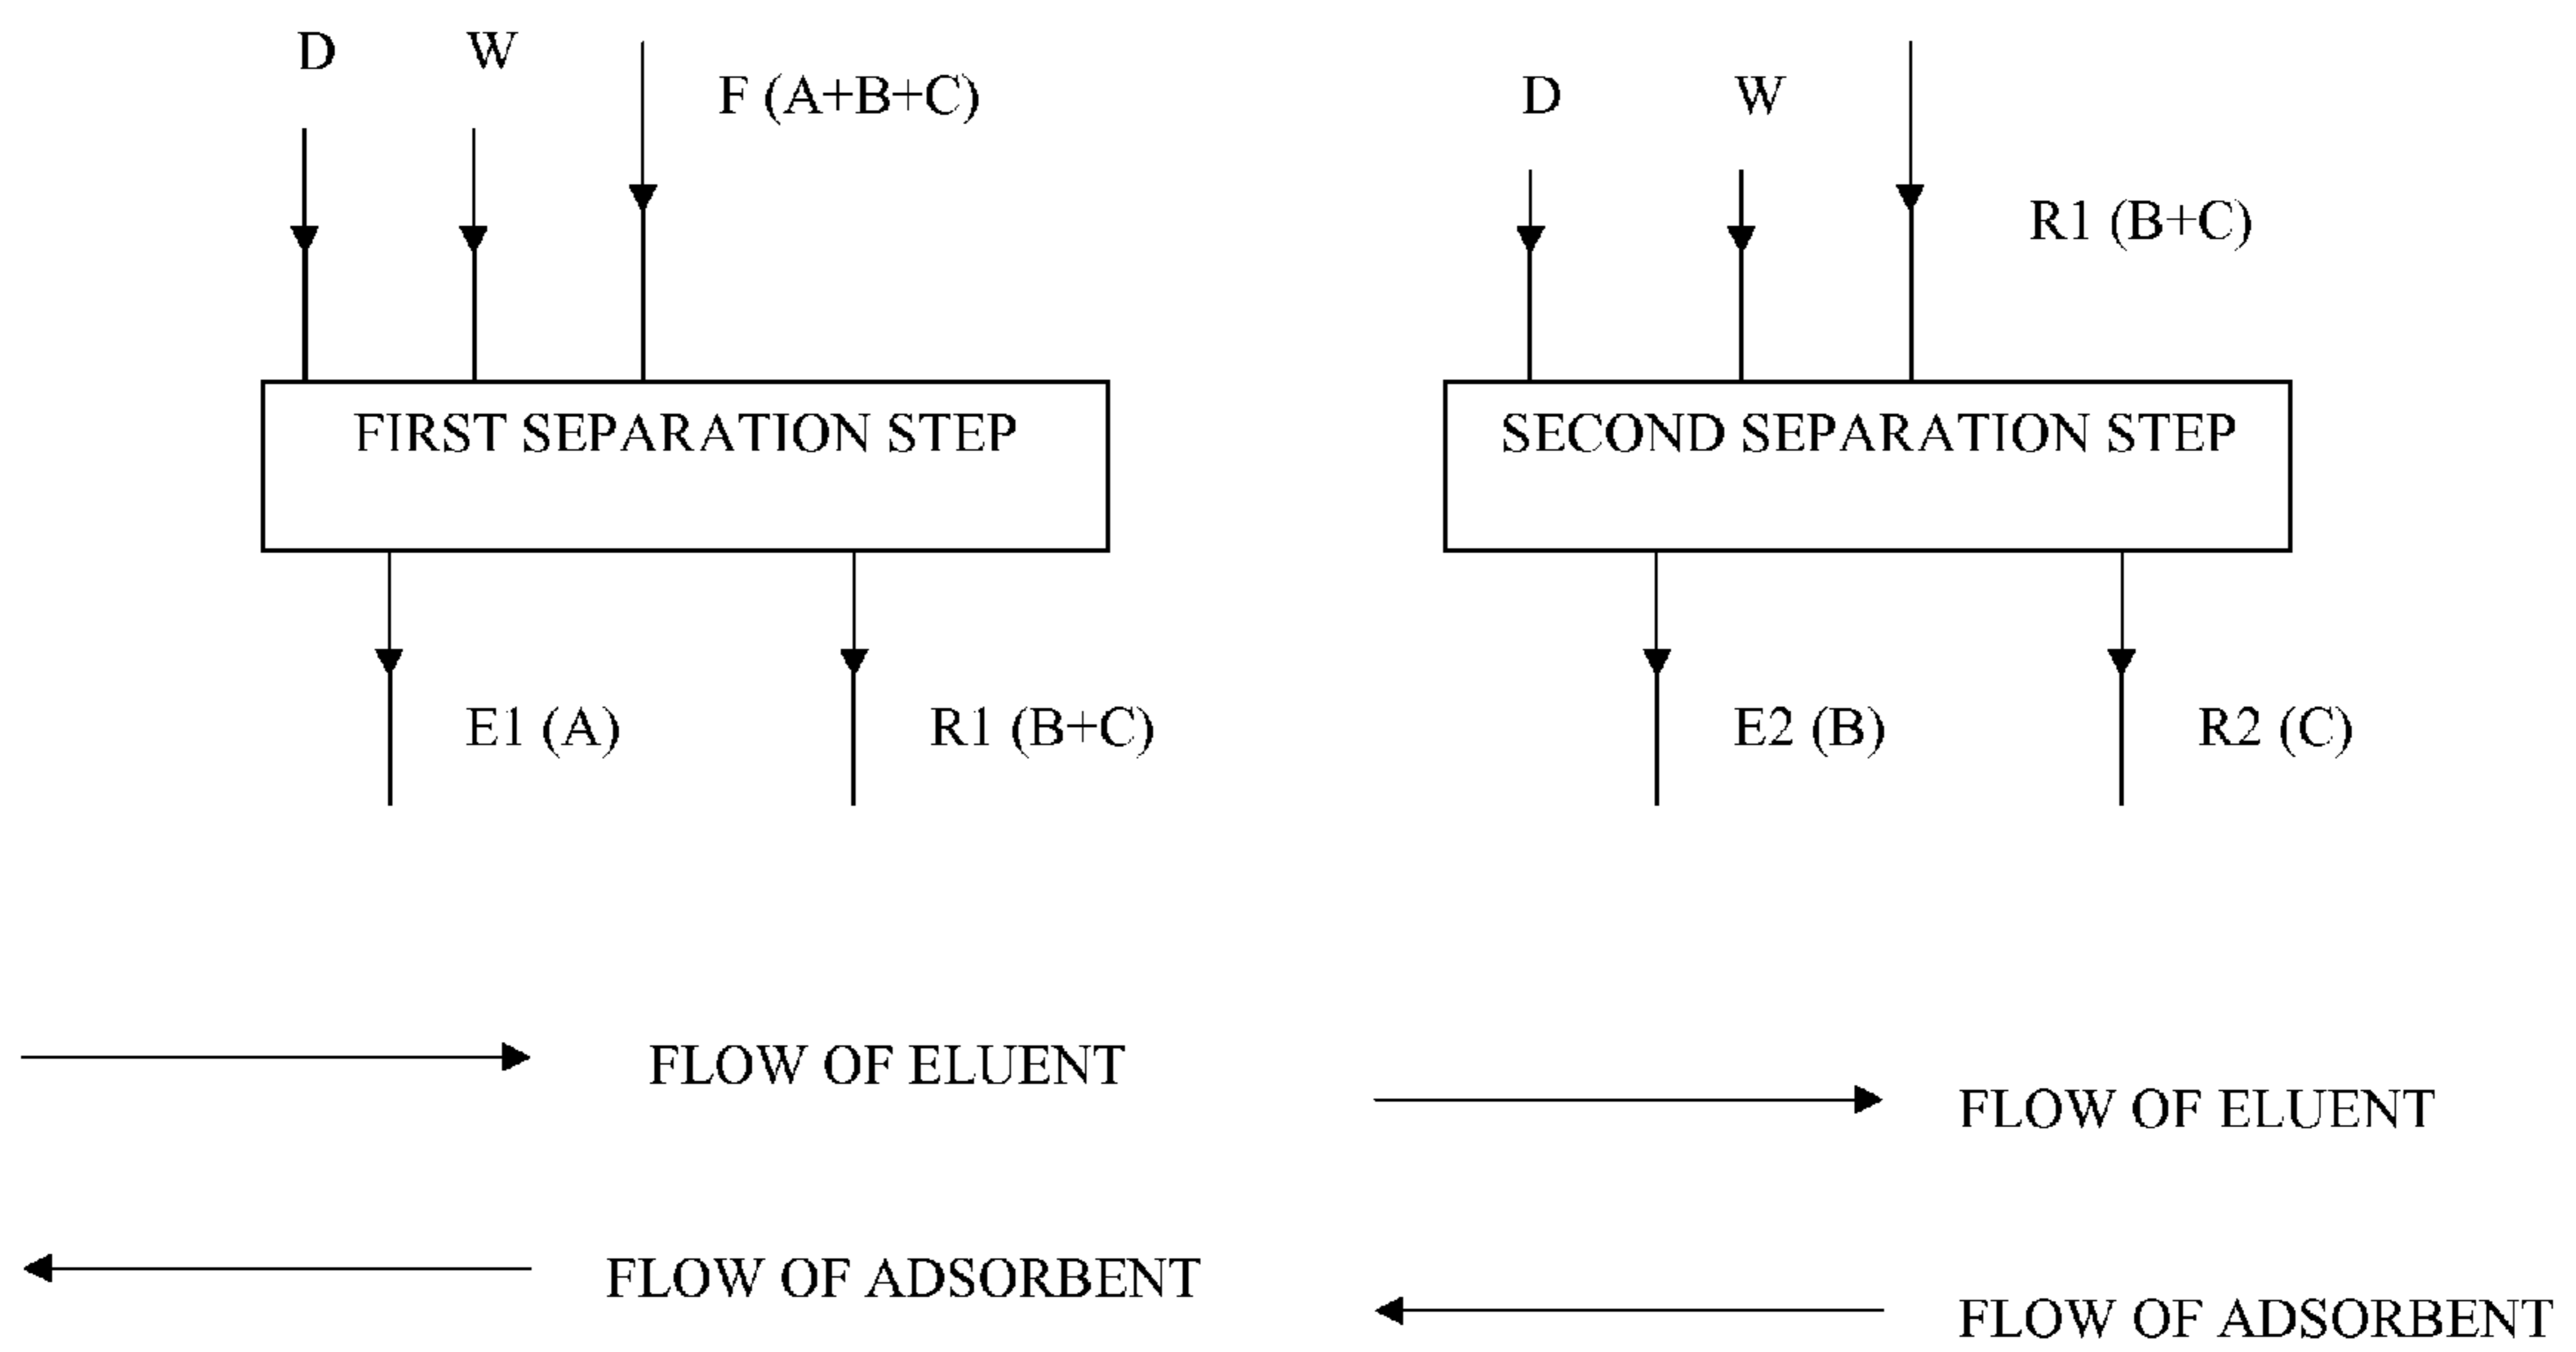 D
W
F (A+B+C)
FIRST SEPARATION STEP
E1 (A)
R1 (B+C)
FLOW OF ELUENT
FLOW OF ADSORBENT
D
W
R1 (B+C)
SECOND SEPARATION STEP
E2 (B)
R2 (C)
FLOW OF ELUENT
FLOW OF ADSORBENT